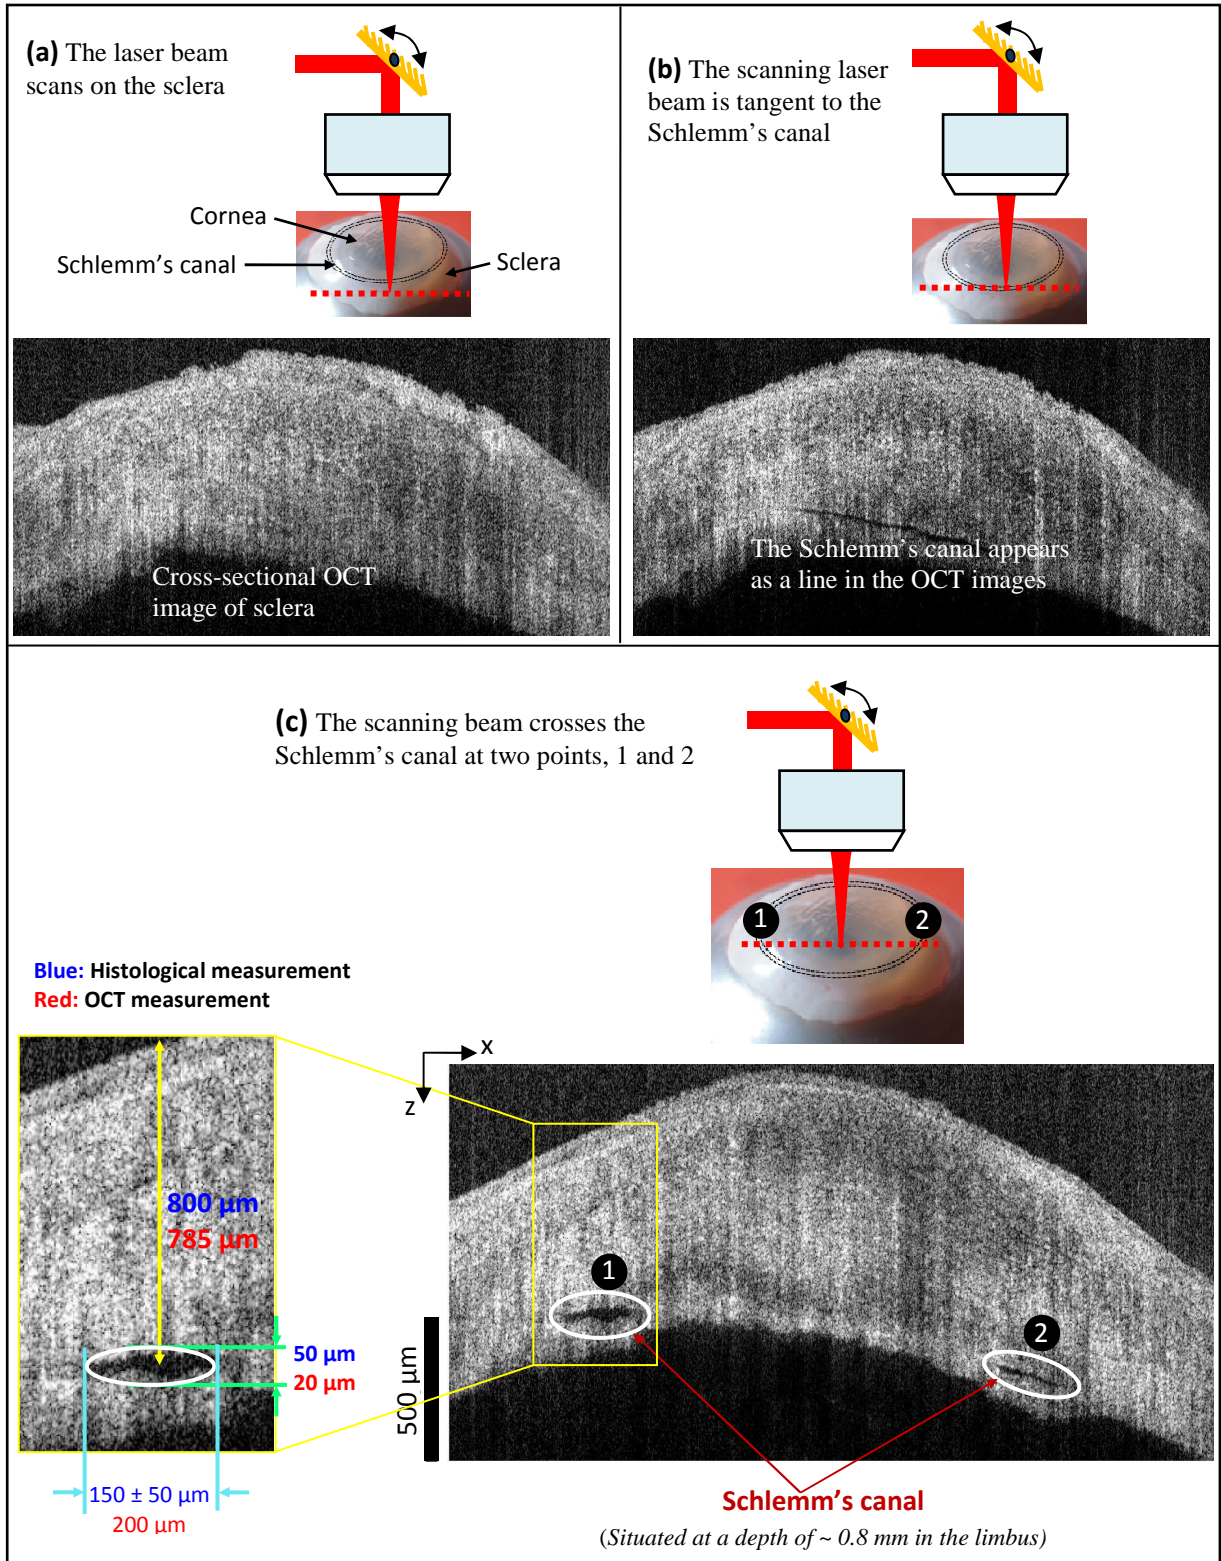 (a) The laser beam
scans on the sclera
Cornea
Schlemm's canal
Sclera
Cross-sectional OCT
image of sclera
(b) The scanning laser
beam is tangent to the
Schlemm's canal
The Schlemm's canal appears
as a line in the OCT images
(c) The scanning beam crosses the
Schlemm's canal at two points, 1 and 2
1
2
Blue: Histological measurement
Red: OCT measurement
x
z
800 µm
785 µm
50 µm
20 µm
150 ± 50 µm
200 µm
500 µm
1
2
Schlemm's canal
(Situated at a depth of ~ 0.8 mm in the limbus)